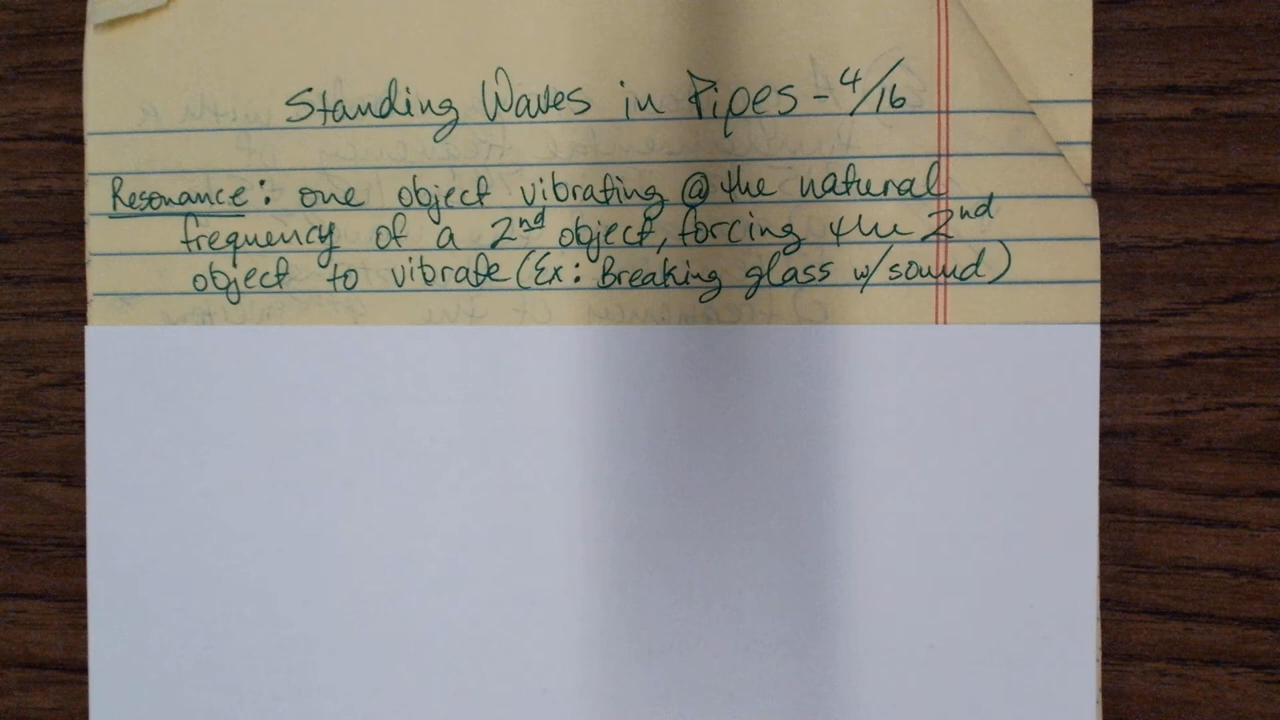 Standing Waves in Pipes - 4/16
Resonance: one object vibrating @ the natural
frequency of a 2nd object, forcing the 2nd
object to vibrate (Ex: Breaking glass w/ sound)